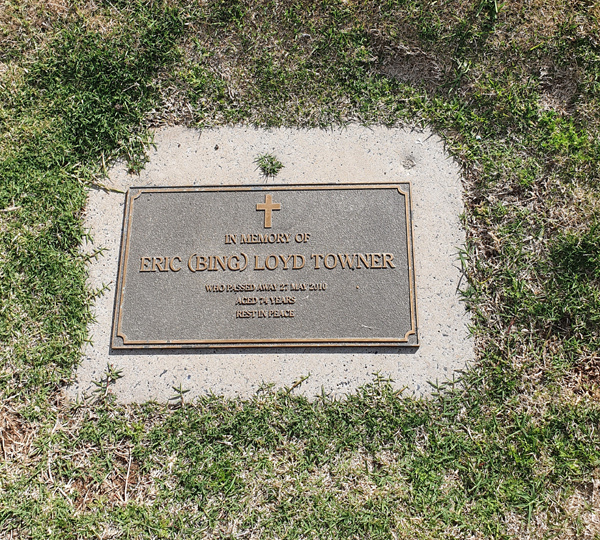 IN MEMORY OF
ERIC (BING) LOYD TOWNER
WHO PASSED AWAY 27 MAY 2010
AGED 74 YEARS
REST IN PEACE